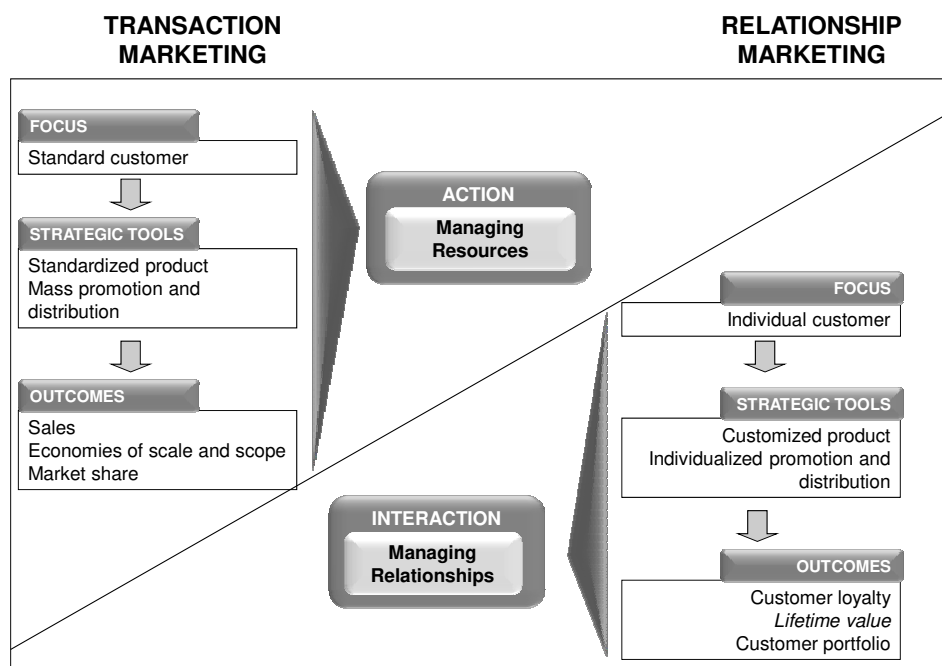 TRANSACTION
MARKETING
RELATIONSHIP
MARKETING
FOCUS
Standard customer
STRATEGIC TOOLS
Standardized product
Mass promotion and
distribution
OUTCOMES
Sales
Economies of scale and scope
Market share
ACTION
Managing
Resources
INTERACTION
Managing
Relationships
FOCUS
Individual customer
STRATEGIC TOOLS
Customized product
Individualized promotion and
distribution
OUTCOMES
Customer loyalty
Lifetime value
Customer portfolio